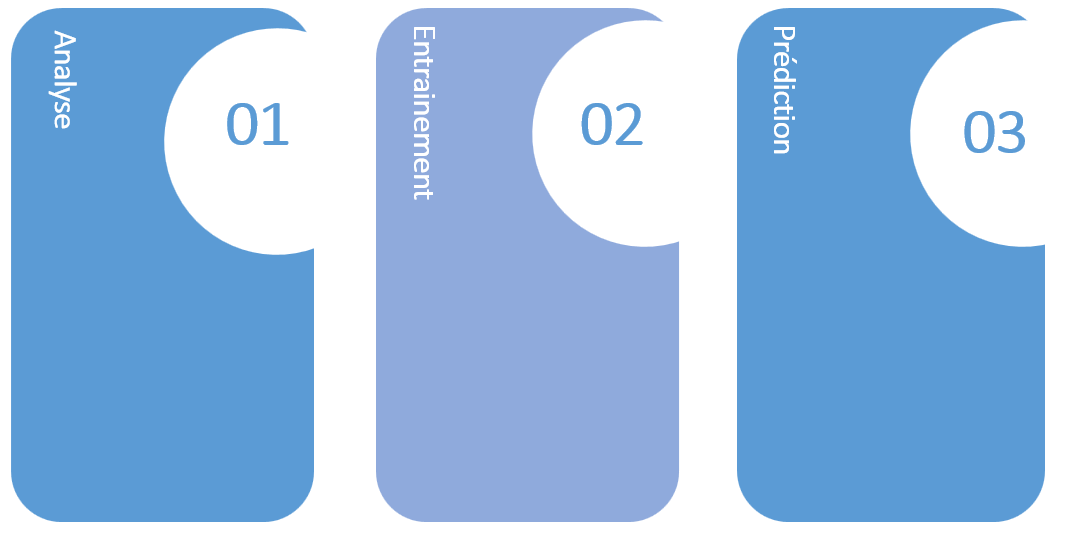 Analyse
01
Entrainement
02
Prédiction
03